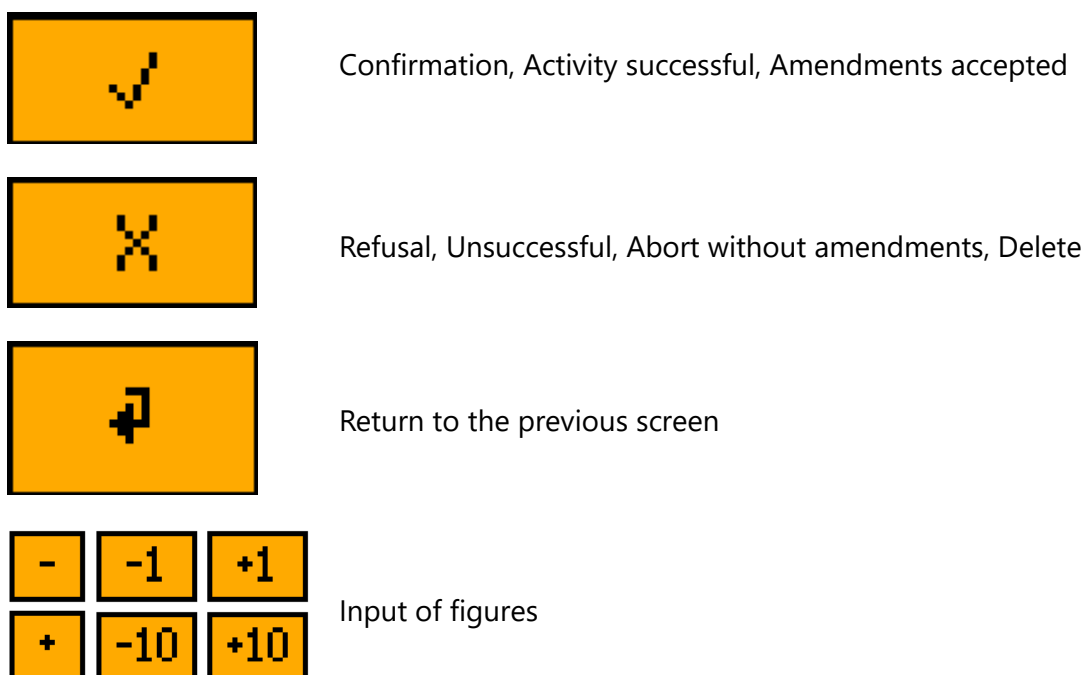 Confirmation, Activity successful, Amendments accepted
Refusal, Unsuccessful, Abort without amendments, Delete
Return to the previous screen
- -1 +1
+ -10 +10
Input of figures